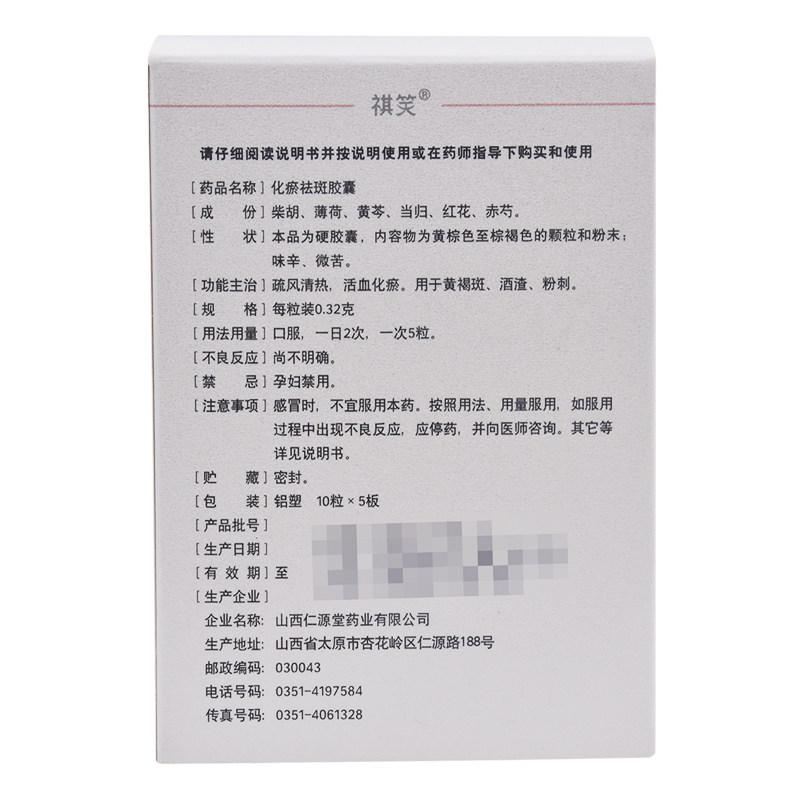 祺笑®
请仔细阅读说明书并按说明使用或在药师指导下购买和使用
[药品名称] 化瘀祛斑胶囊
[成 份] 柴胡、薄荷、黄芩、当归、红花、赤芍。
[性 状] 本品为硬胶囊，内容物为黄棕色至棕褐色的颗粒和粉末；
味辛、微苦。
[功能主治] 疏风清热，活血化瘀。用于黄褐斑、酒渣、粉刺。
[规 格] 每粒装0.32克
[用法用量] 口服，一日2次，一次5粒。
[不良反应] 尚不明确。
[禁 忌] 孕妇禁用。
[注意事项] 感冒时，不宜服用本药。按照用法、用量服用，如服用
过程中出现不良反应，应停药，并向医师咨询。其它等
详见说明书。
[贮 藏] 密封。
[包 装] 铝塑 10粒×5板
[产品批号]
[生产日期]
[有 效 期] 至
[生产企业]
企业名称: 山西仁源堂药业有限公司
生产地址: 山西省太原市杏花岭区仁源路188号
邮政编码: 030043
电话号码: 0351-4197584
传真号码: 0351-4061328